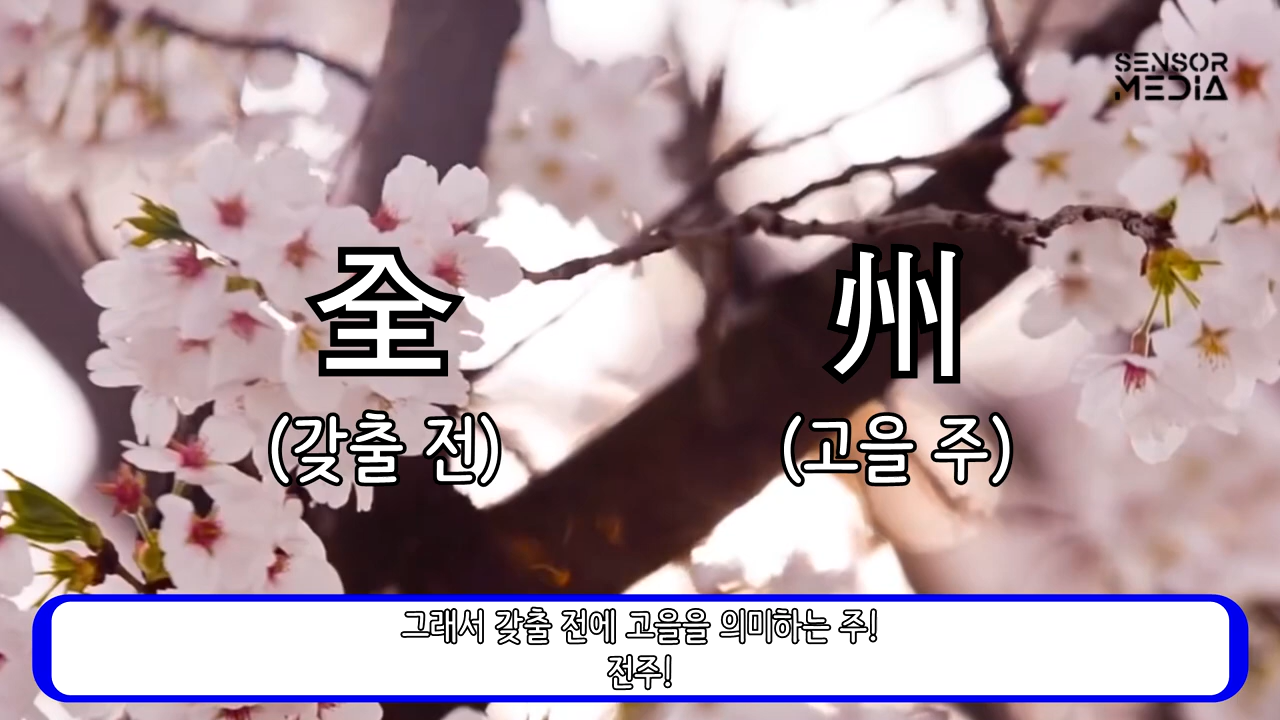 SENSOR
MEDIA
全 州
(갖출 전) (고을 주)
그래서 갖출 전에 고을을 의미하는 주!
전주!